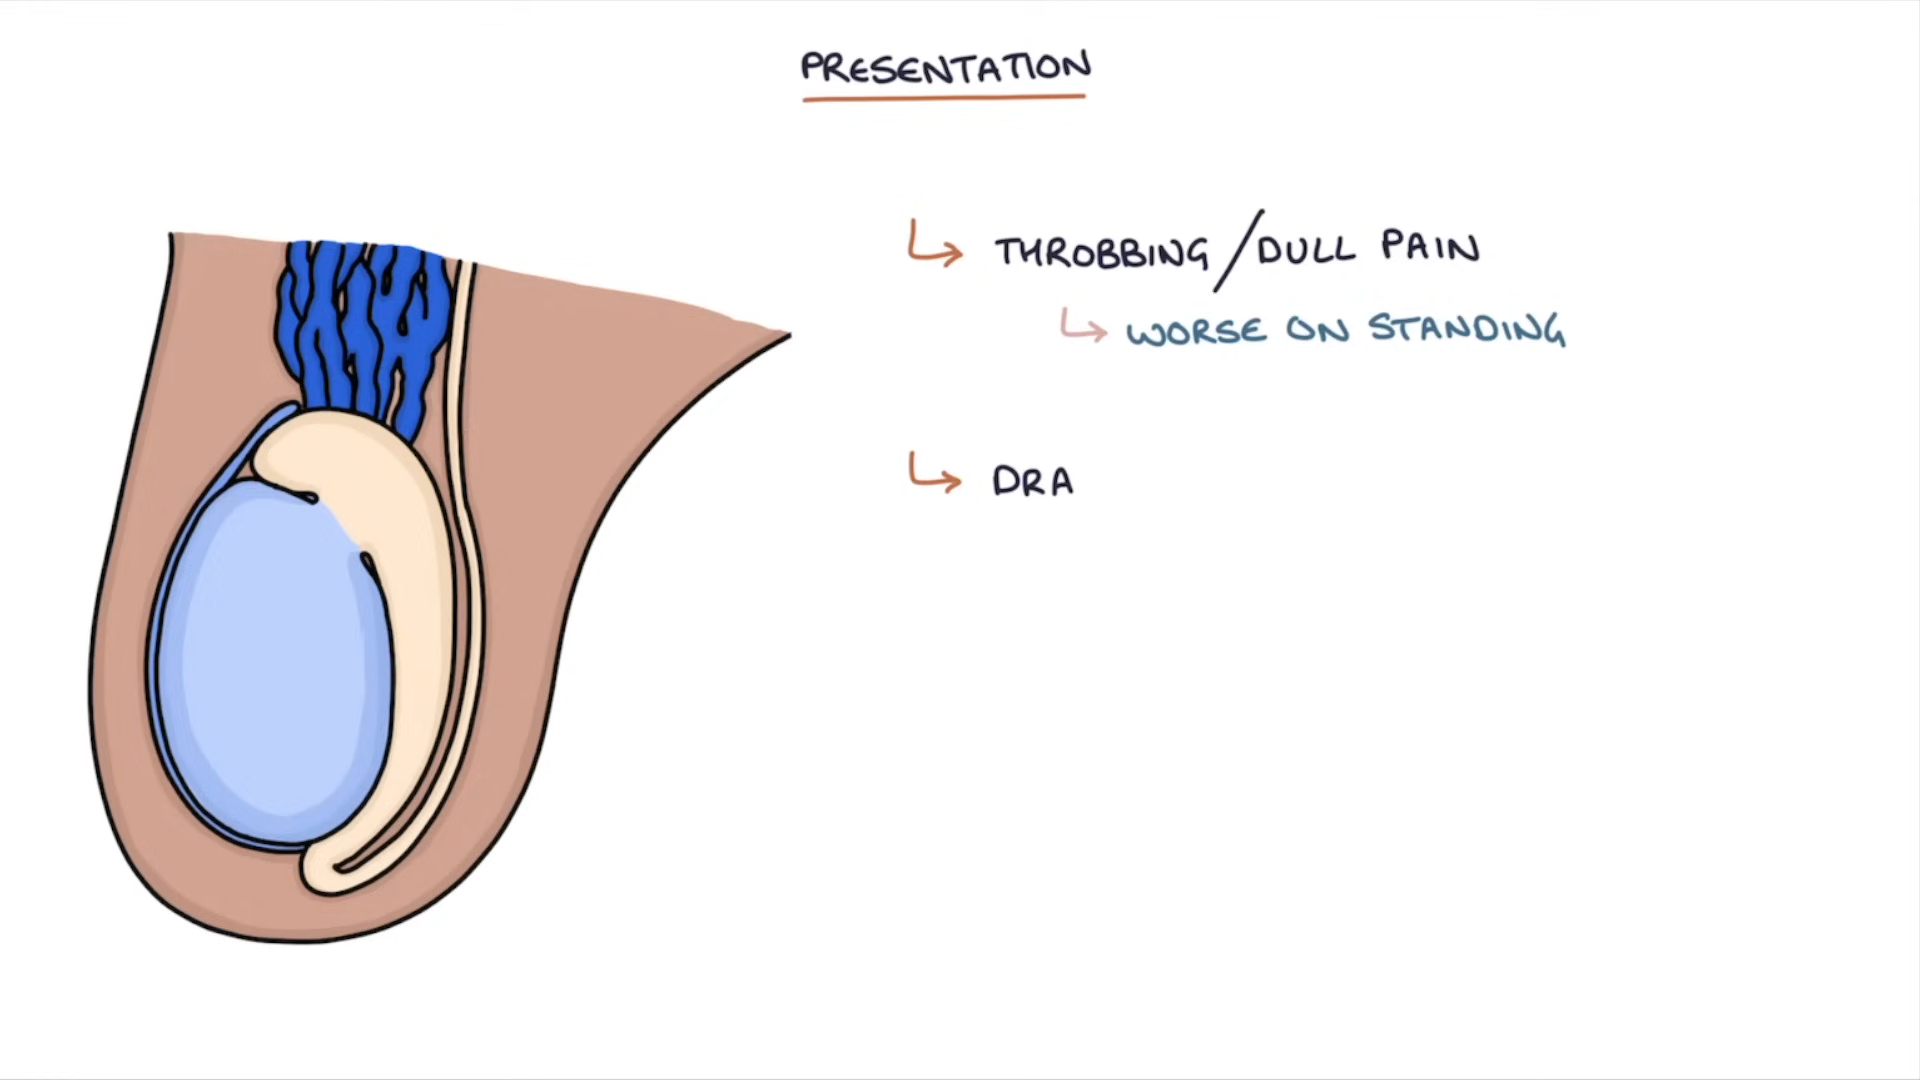 PRESENTATION
THROBBING/DULL PAIN
WORSE ON STANDING
DRA